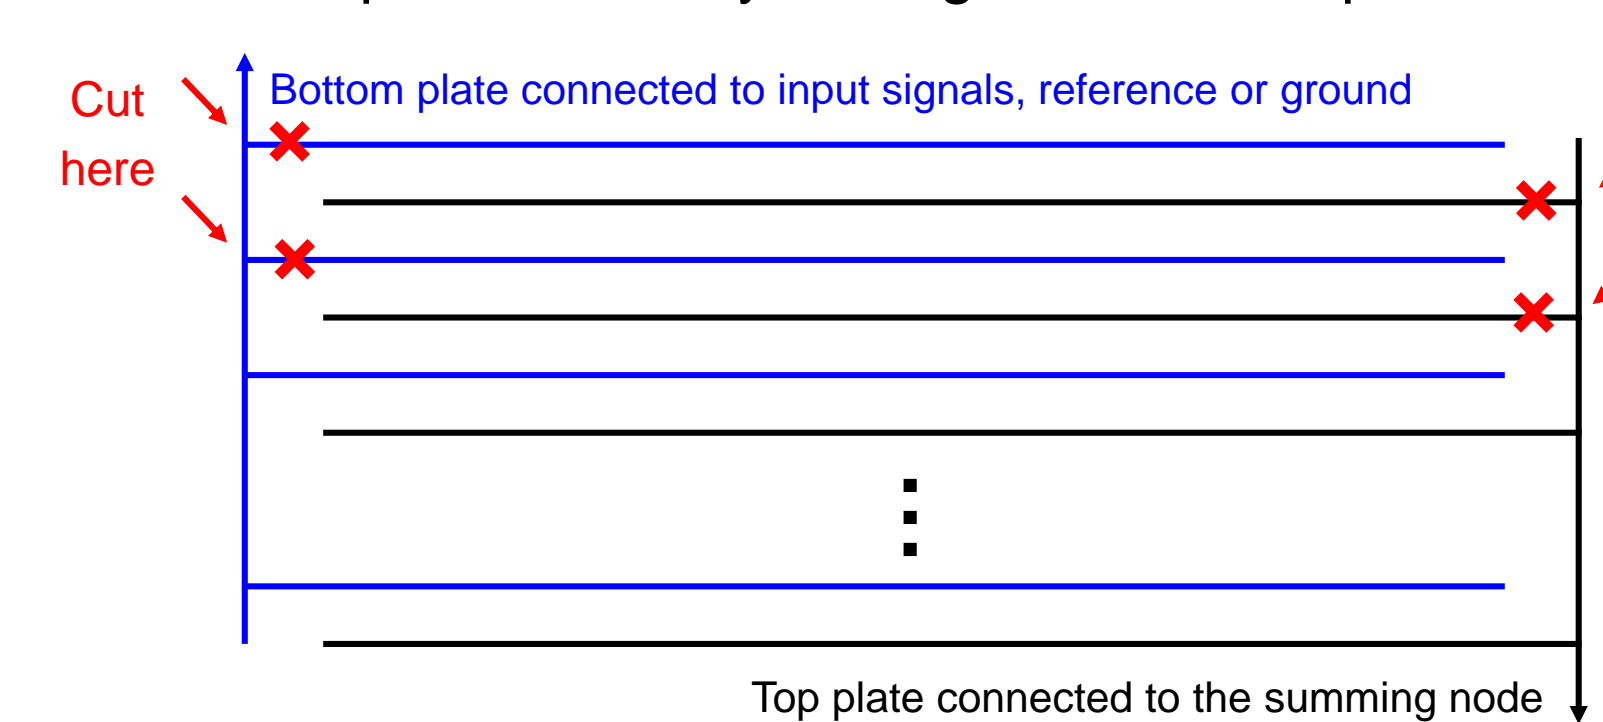 Cut
here
Bottom plate connected to input signals, reference or ground
Top plate connected to the summing node